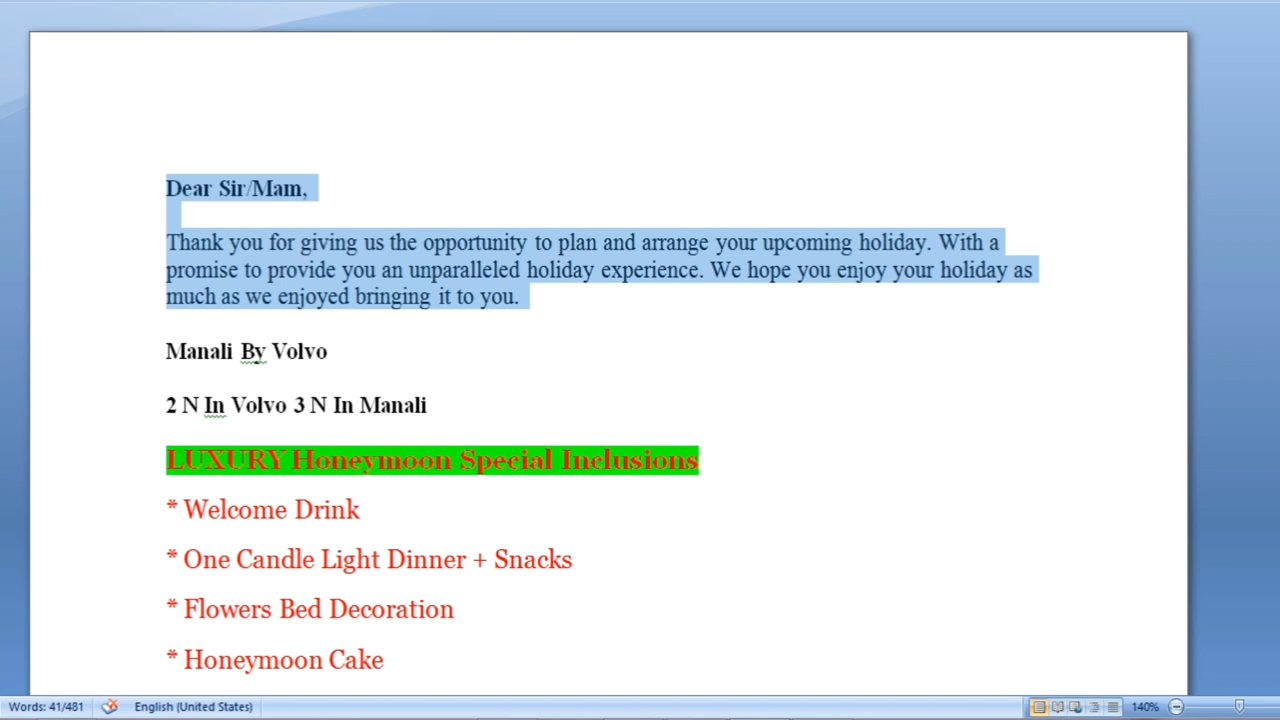 Dear Sir/Mam,
Thank you for giving us the opportunity to plan and arrange your upcoming holiday. With a
promise to provide you an unparalleled holiday experience. We hope you enjoy your holiday as
much as we enjoyed bringing it to you.
Manali By Volvo
2 N In Volvo 3 N In Manali
LUXURY Honeymoon Special Inclusions
* Welcome Drink
* One Candle Light Dinner + Snacks
* Flowers Bed Decoration
* Honeymoon Cake
Words: 41/481 English (United States) 140%